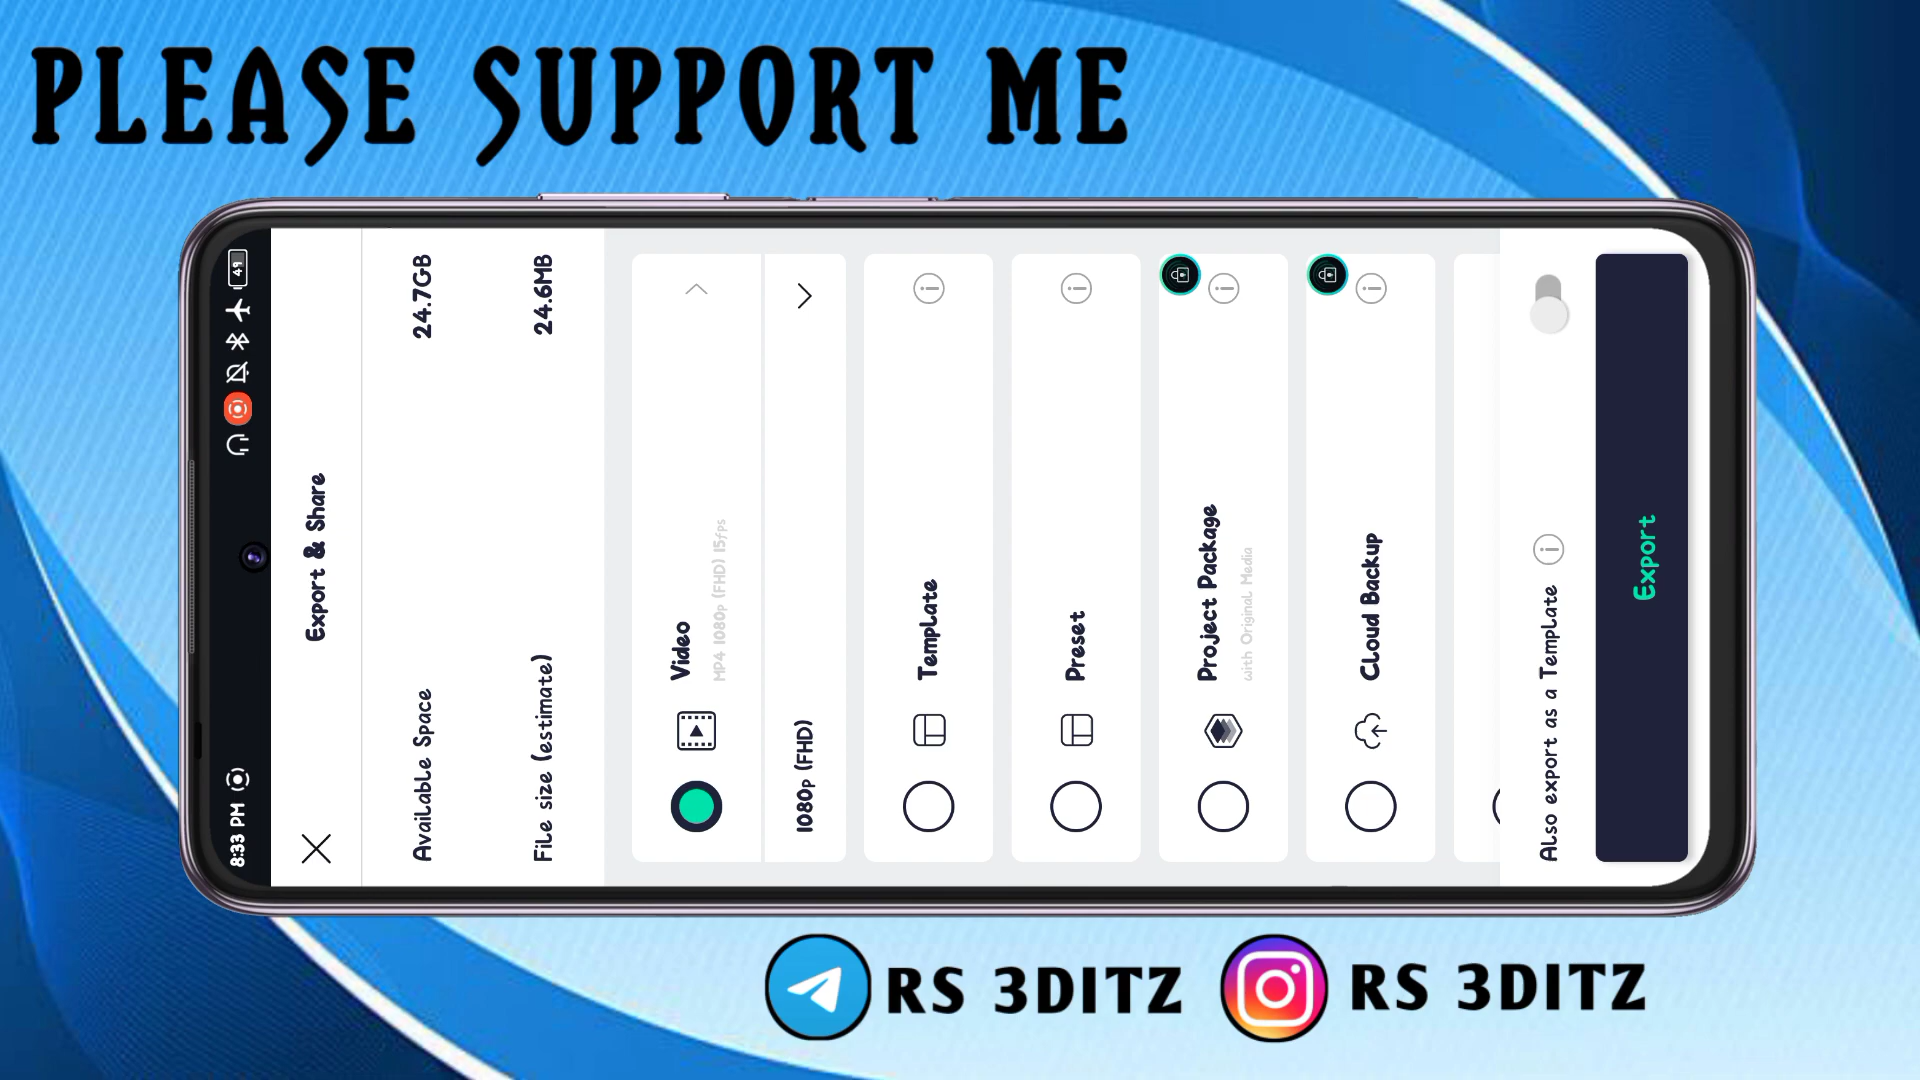 PLEASE SUPPORT ME
8:33 PM
49
Export & Share
Available Space 24.7GB
File size (estimate) 24.6MB
Video
MP4 1080p (FHD) 15fps
1080p (FHD)
Template
Preset
Project Package
with Original Media
Cloud Backup
Also export as a Template
Export
RS 3DITZ RS 3DITZ